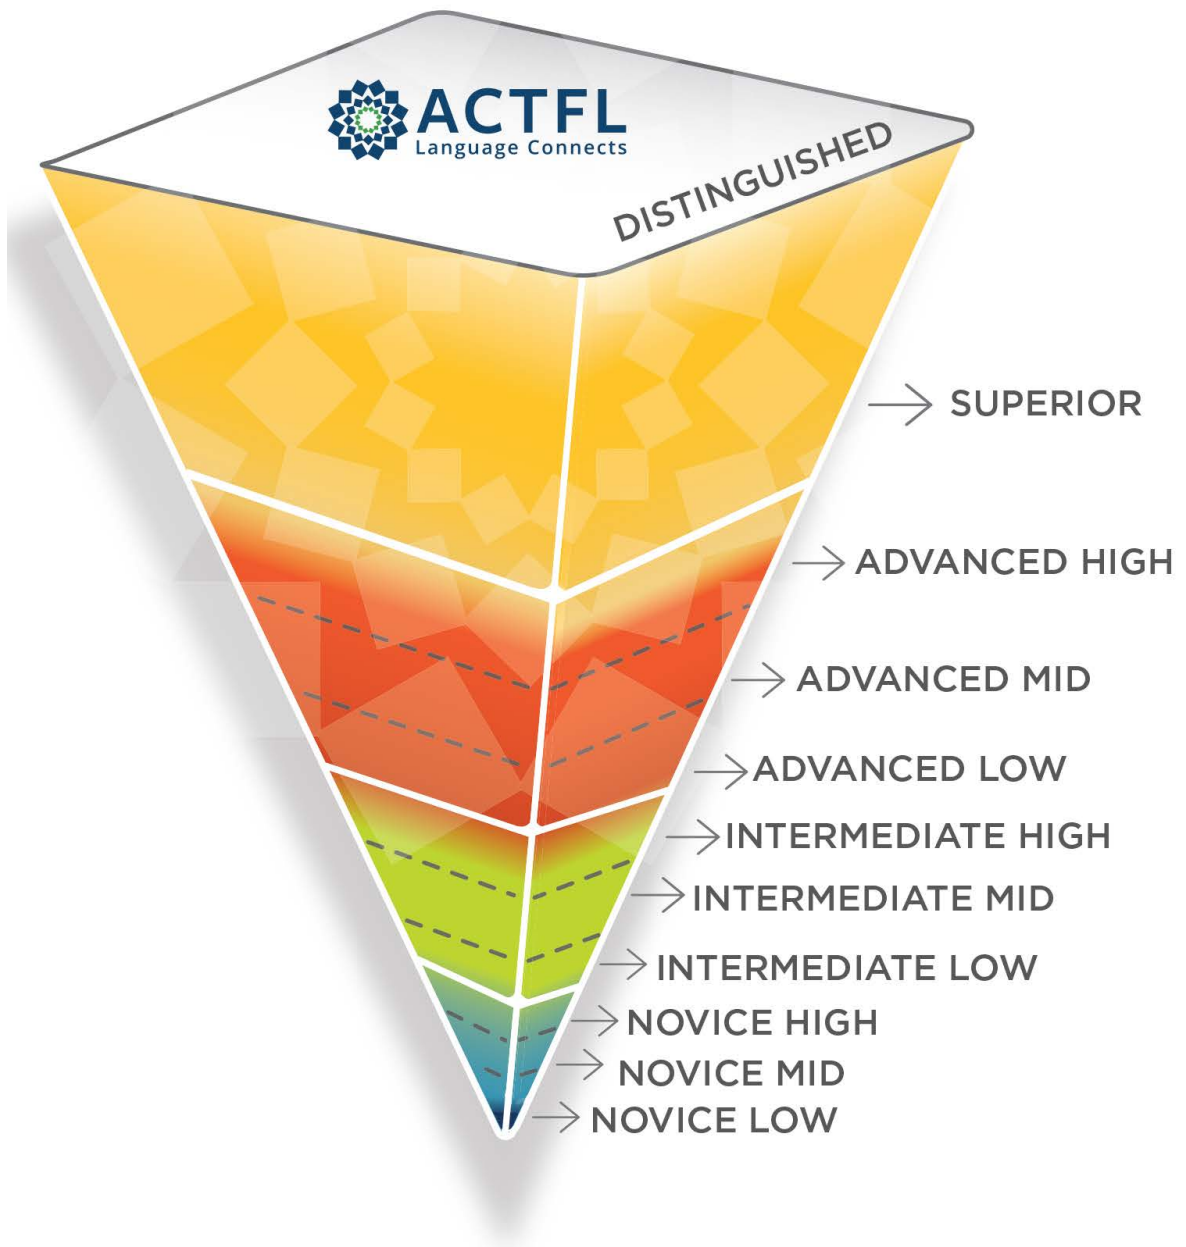 ACTFL
Language Connects
DISTINGUISHED
SUPERIOR
ADVANCED HIGH
ADVANCED MID
ADVANCED LOW
INTERMEDIATE HIGH
INTERMEDIATE MID
INTERMEDIATE LOW
NOVICE HIGH
NOVICE MID
NOVICE LOW